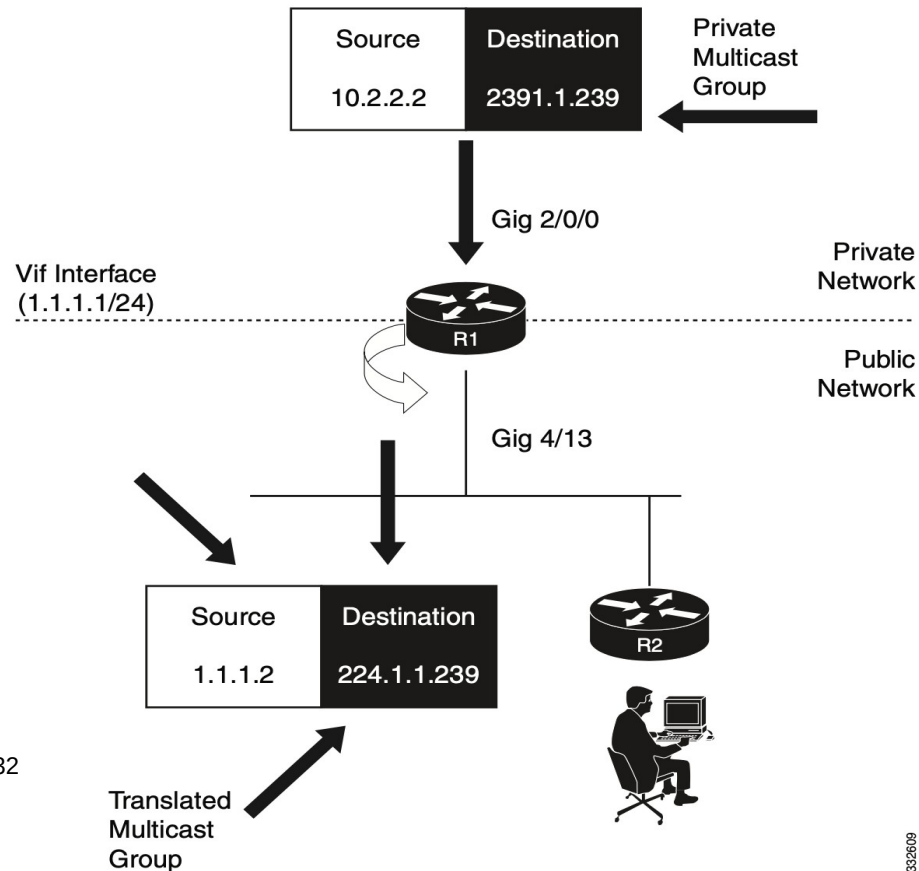 Source
Destination
10.2.2.2
2391.1.239
Private
Multicast
Group
Gig 2/0/0
Private
Network
Vif Interface
(1.1.1.1/24)
R1
Public
Network
Gig 4/13
Source
Destination
1.1.1.2
224.1.1.239
R2
32
Translated
Multicast
Group
332609